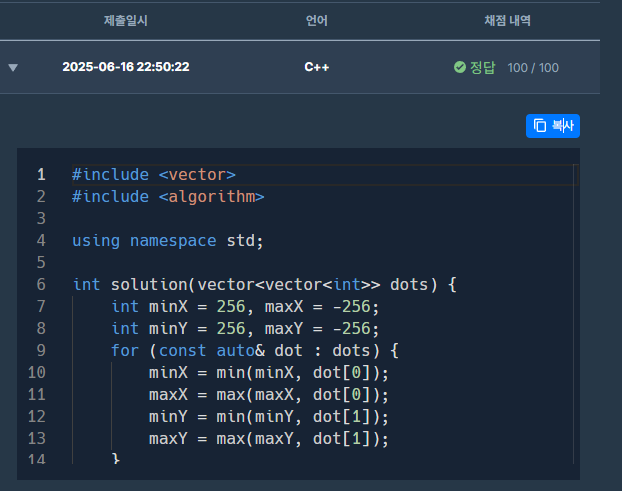 제출일시 언어 채점 내역
2025-06-16 22:50:22 C++ 정답 100 / 100
복사
1 #include <vector>
2 #include <algorithm>
3
4 using namespace std;
5
6 int solution(vector<vector<int>> dots) {
7     int minX = 256, maxX = -256;
8     int minY = 256, maxY = -256;
9     for (const auto& dot : dots) {
10         minX = min(minX, dot[0]);
11         maxX = max(maxX, dot[0]);
12         minY = min(minY, dot[1]);
13         maxY = max(maxY, dot[1]);
14     }